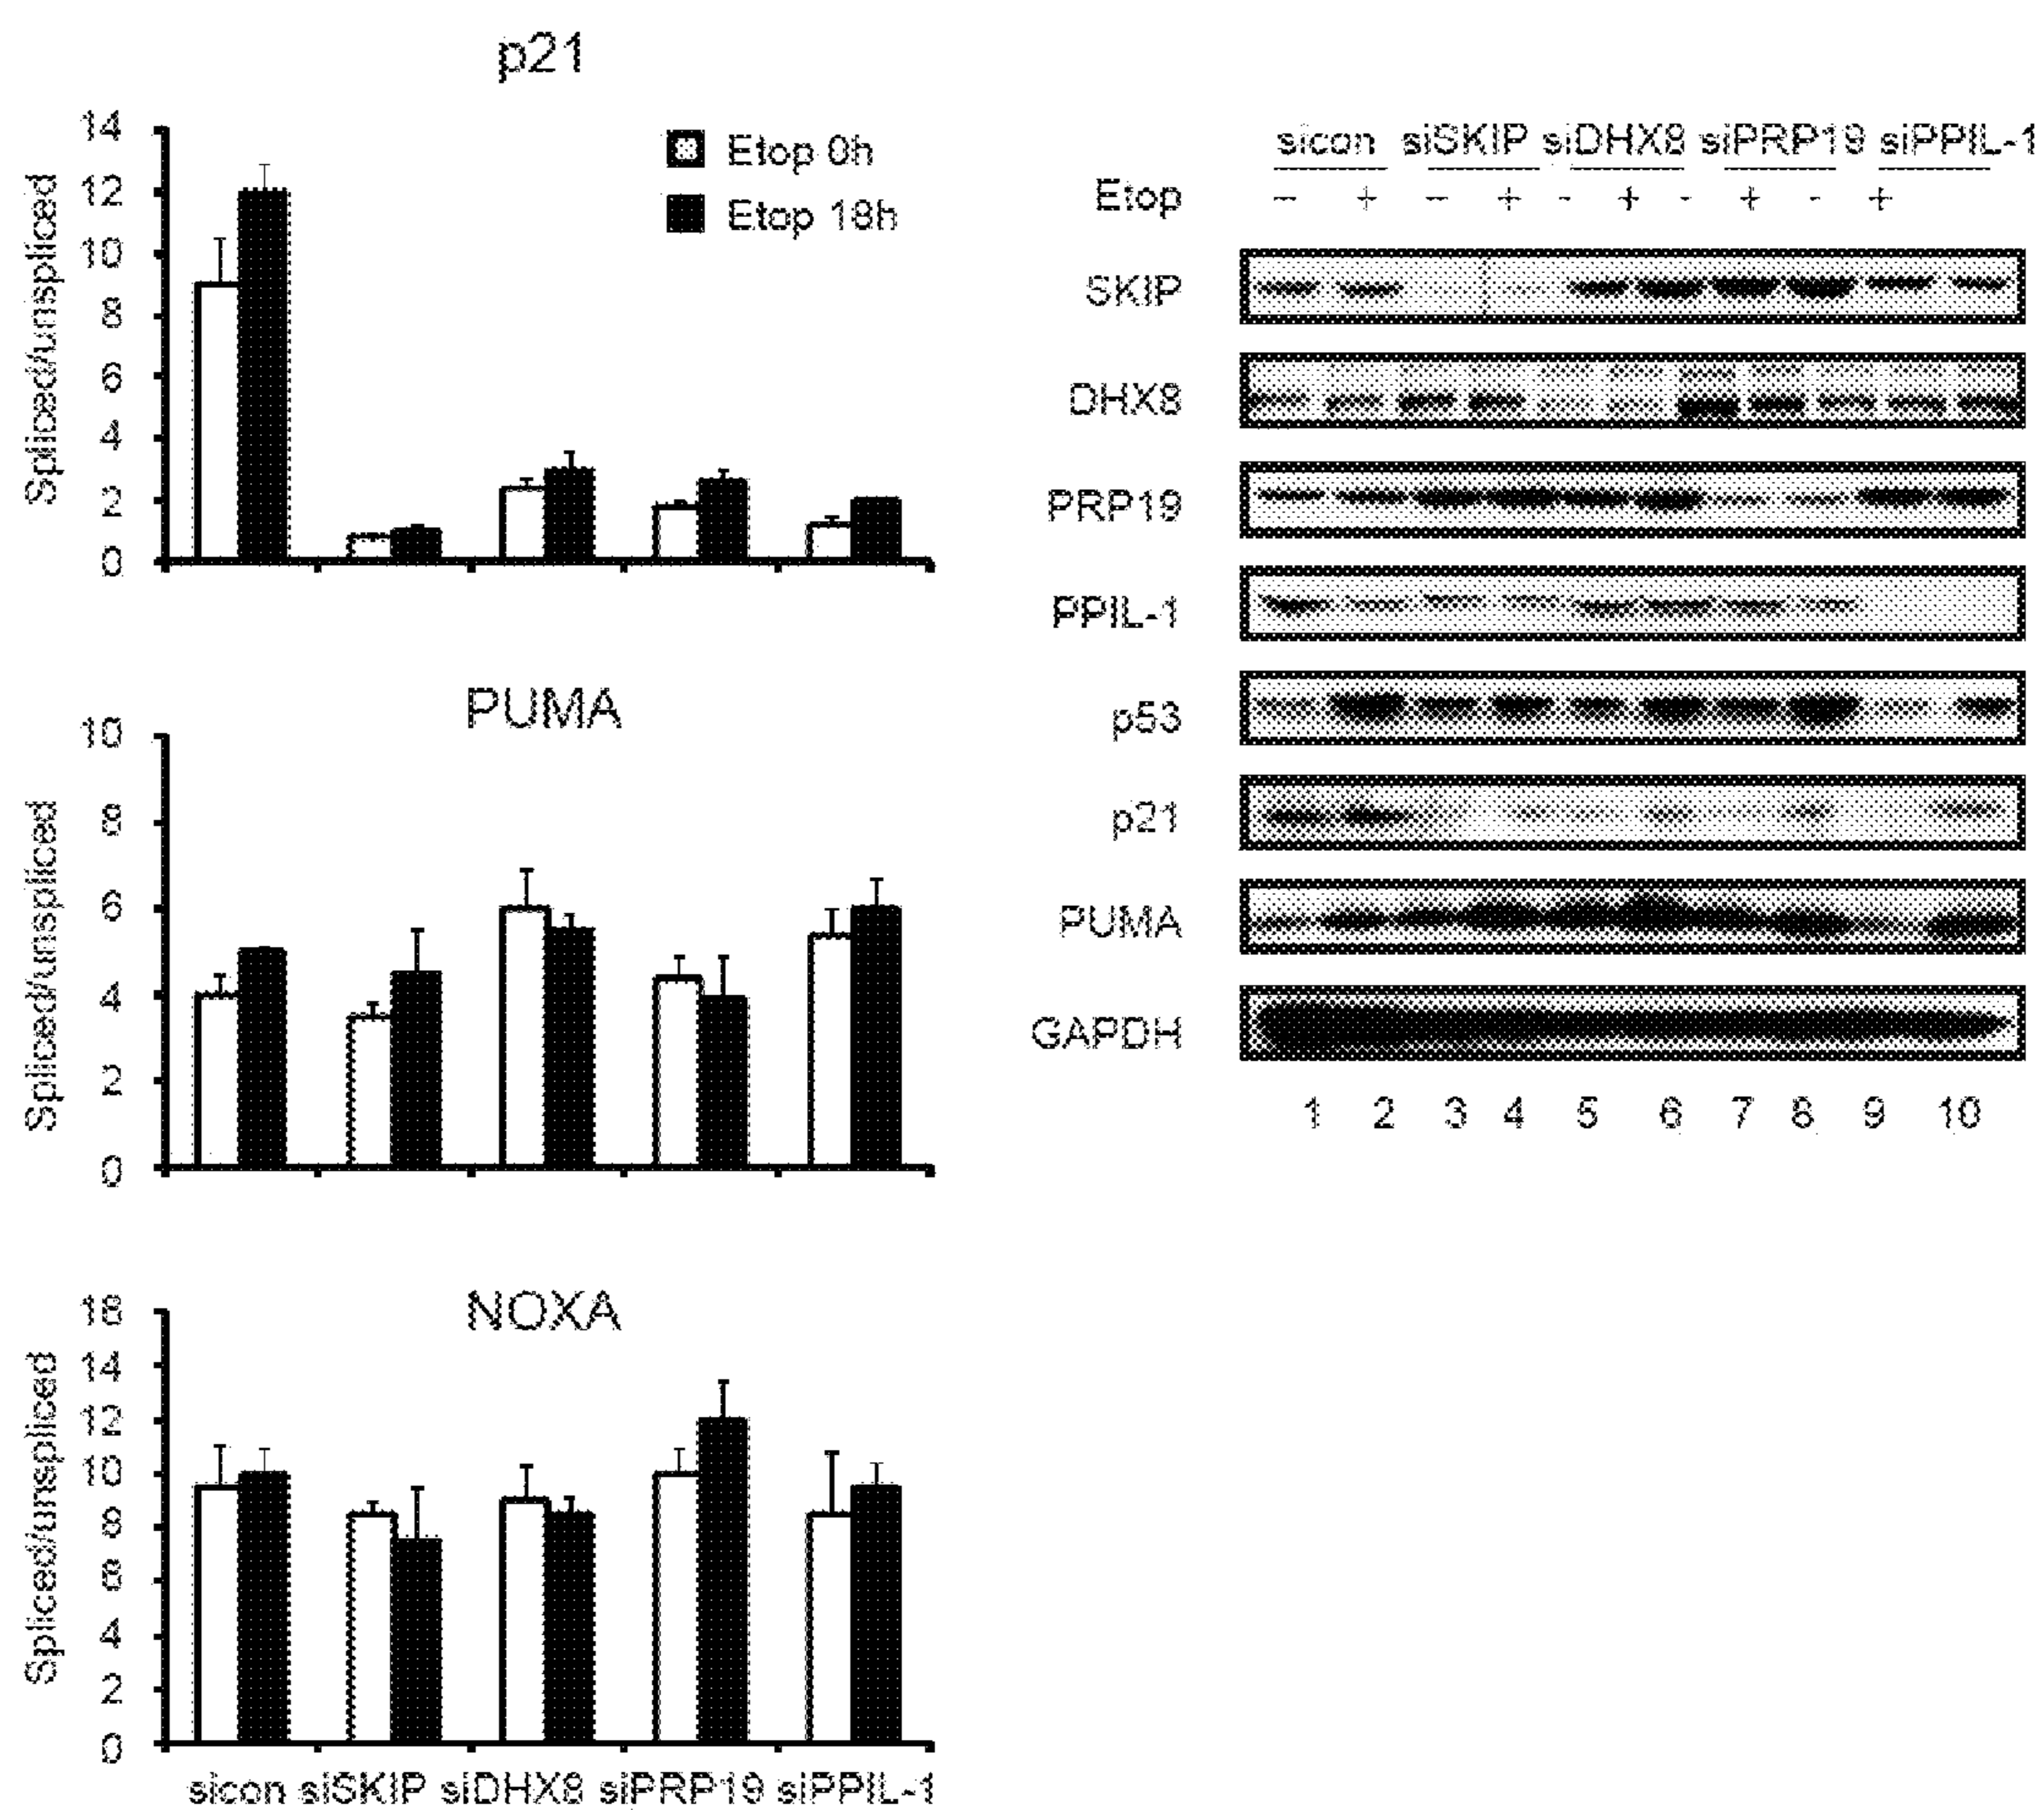 p21
Etop 0h
Etop 18h
14
12
10
8
6
4
2
0
Spliced/unspliced
PUMA
10
8
6
4
2
0
Spliced/unspliced
NOXA
16
14
12
10
8
6
4
2
0
Spliced/unspliced
sicon siSKIP siDHX8 siPRP19 siPPIL-1
sicon siSKIP siDHX8 siPRP19 siPPIL-1
Etop – + – + - + - + - +
SKIP
DHX8
PRP19
PPIL-1
p53
p21
PUMA
GAPDH
1 2 3 4 5 6 7 8 9 10